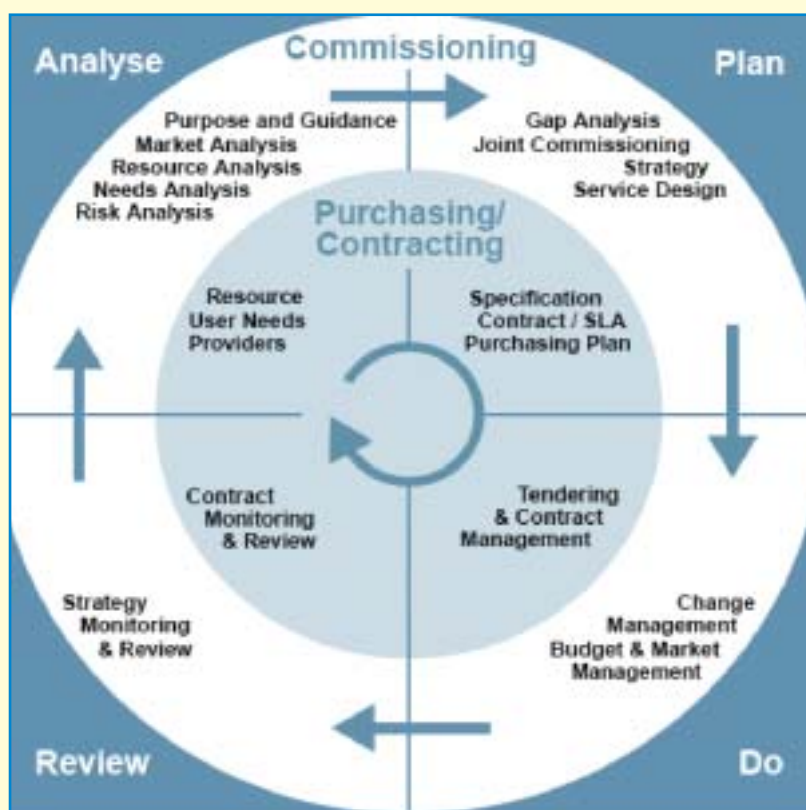 Analyse
Commissioning
Plan
Purpose and Guidance
Market Analysis
Resource Analysis
Needs Analysis
Risk Analysis
Gap Analysis
Joint Commissioning
Strategy
Service Design
Purchasing/
Contracting
Resource
User Needs
Providers
Specification
Contract / SLA
Purchasing Plan
Contract
Monitoring
& Review
Tendering
& Contract
Management
Strategy
Monitoring
& Review
Change
Management
Budget & Market
Management
Review
Do